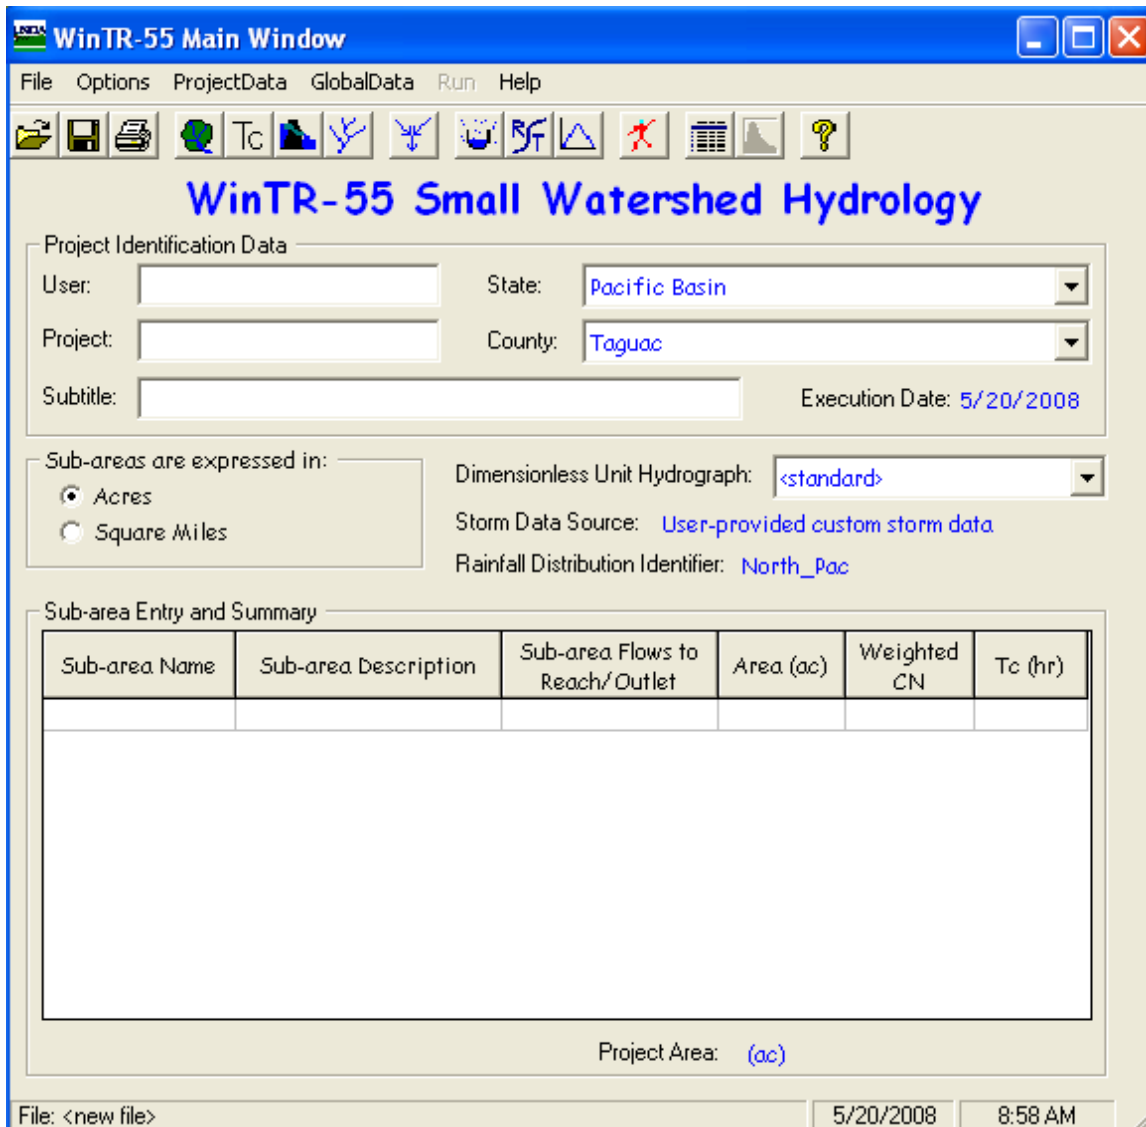 USDA WinTR-55 Main Window
File Options ProjectData GlobalData Run Help
Tc
WinTR-55 Small Watershed Hydrology
Project Identification Data
User: State: Pacific Basin
Project: County: Taguac
Subtitle: Execution Date: 5/20/2008
Sub-areas are expressed in:
Acres
Square Miles
Dimensionless Unit Hydrograph: <standard>
Storm Data Source: User-provided custom storm data
Rainfall Distribution Identifier: North_Pac
Sub-area Entry and Summary
Sub-area Name Sub-area Description Sub-area Flows to Reach/Outlet Area (ac) Weighted CN Tc (hr)
Project Area: (ac)
File: <new file> 5/20/2008 8:58 AM